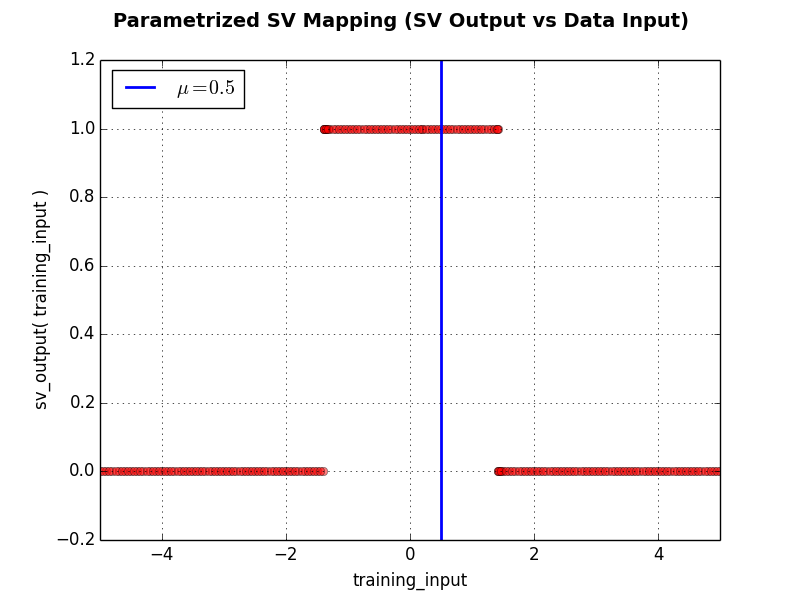 Parametrized SV Mapping (SV Output vs Data Input)
μ=0.5
1.2
1.0
0.8
0.6
0.4
0.2
0.0
−0.2
sv_output( training_input )
−4 −2 0 2 4
training_input